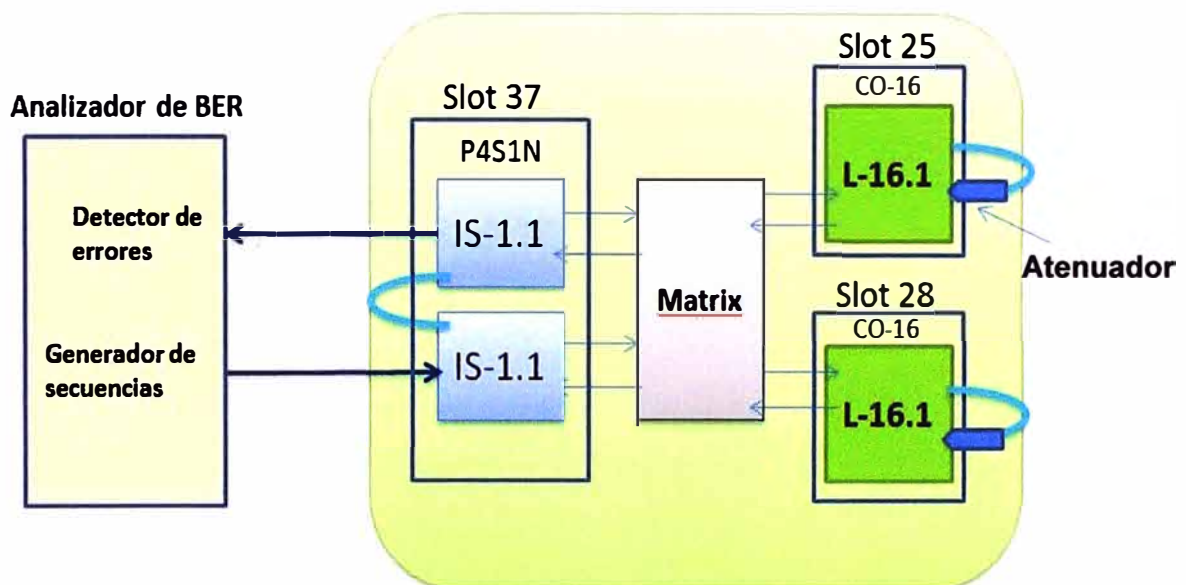 Analizador de BER
Detector de
errores
Generador de
secuencias
Slot 37
P4S1N
IS-1.1
IS-1.1
Matrix
Slot 25
CO-16
L-16.1
Atenuador
Slot 28
CO-16
L-16.1